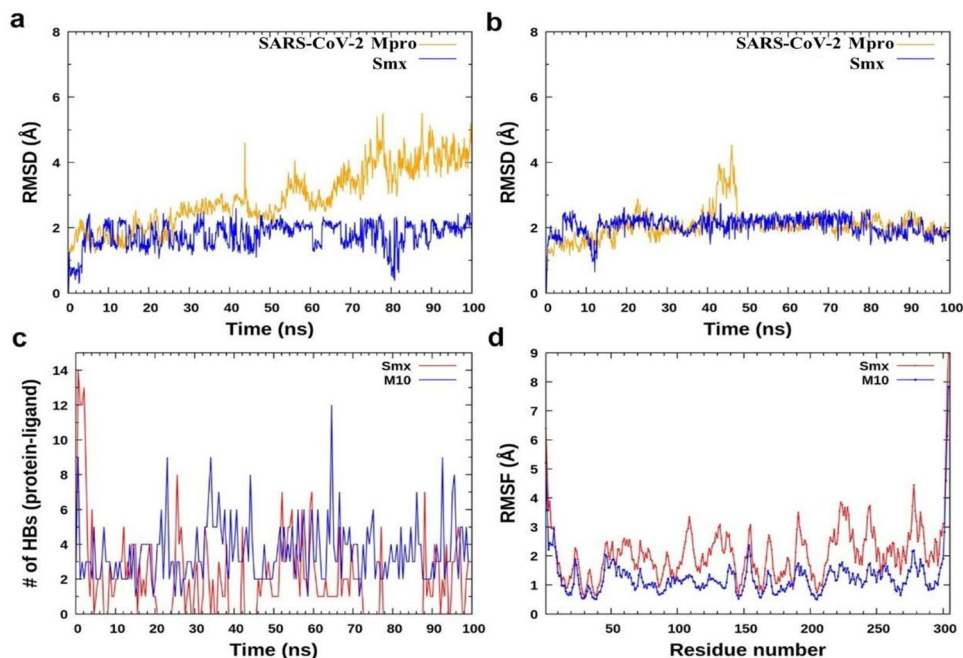 a
SARS-CoV-2 Mpro
Smx
RMSD (Å)
8
6
4
2
0
0 10 20 30 40 50 60 70 80 90 100
Time (ns)
b
SARS-CoV-2 Mpro
Smx
RMSD (Å)
8
6
4
2
0
0 10 20 30 40 50 60 70 80 90 100
Time (ns)
c
Smx
M10
# of HBs (protein-ligand)
14
12
10
8
6
4
2
0
0 10 20 30 40 50 60 70 80 90 100
Time (ns)
d
Smx
M10
RMSF (Å)
9
8
7
6
5
4
3
2
1
0
50 100 150 200 250 300
Residue number